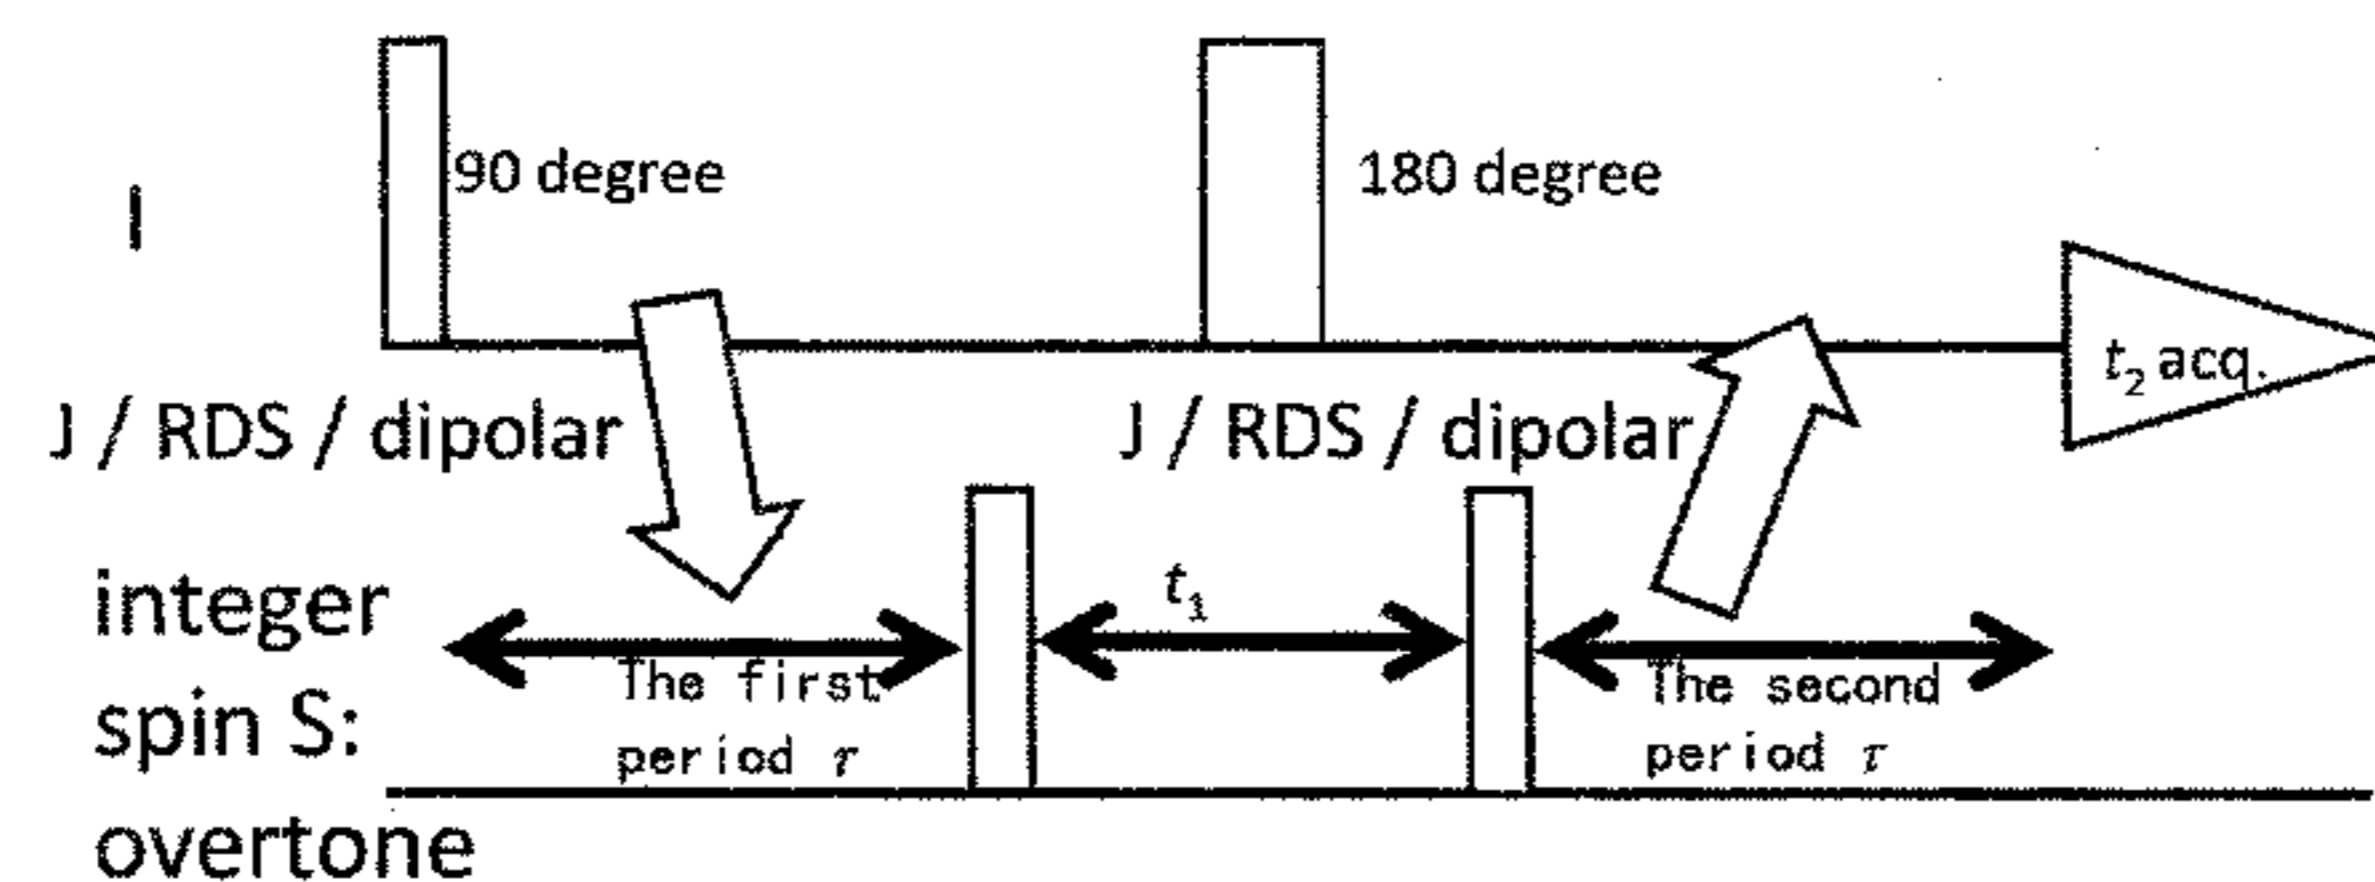 90 degree
180 degree
I
t2 acq.
J / RDS / dipolar
J / RDS / dipolar
integer
spin S:
overtone
t1
The first
period τ
The second
period τ